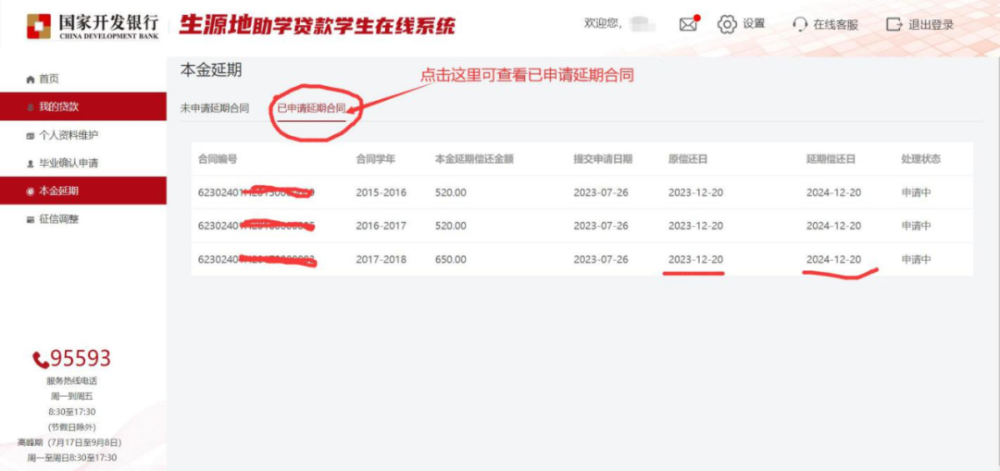 国家开发银行
CHINA DEVELOPMENT BANK
生源地助学贷款学生在线系统
欢迎您,
设置
在线客服
退出登录
首页
我的贷款
个人资料维护
毕业确认申请
本金延期
征信调整
95593
服务热线电话
周一到周五
8:30至17:30
(节假日除外)
高峰期（7月17日至9月8日）
周一至周日8:30至17:30
本金延期
点击这里可查看已申请延期合同
未申请延期合同 已申请延期合同
合同编号 合同学年 本金延期偿还金额 提交申请日期 原偿还日 延期偿还日 处理状态
6230240 2015-2016 520.00 2023-07-26 2023-12-20 2024-12-20 申请中
6230240 2016-2017 520.00 2023-07-26 2023-12-20 2024-12-20 申请中
6230240 2017-2018 650.00 2023-07-26 2023-12-20 2024-12-20 申请中